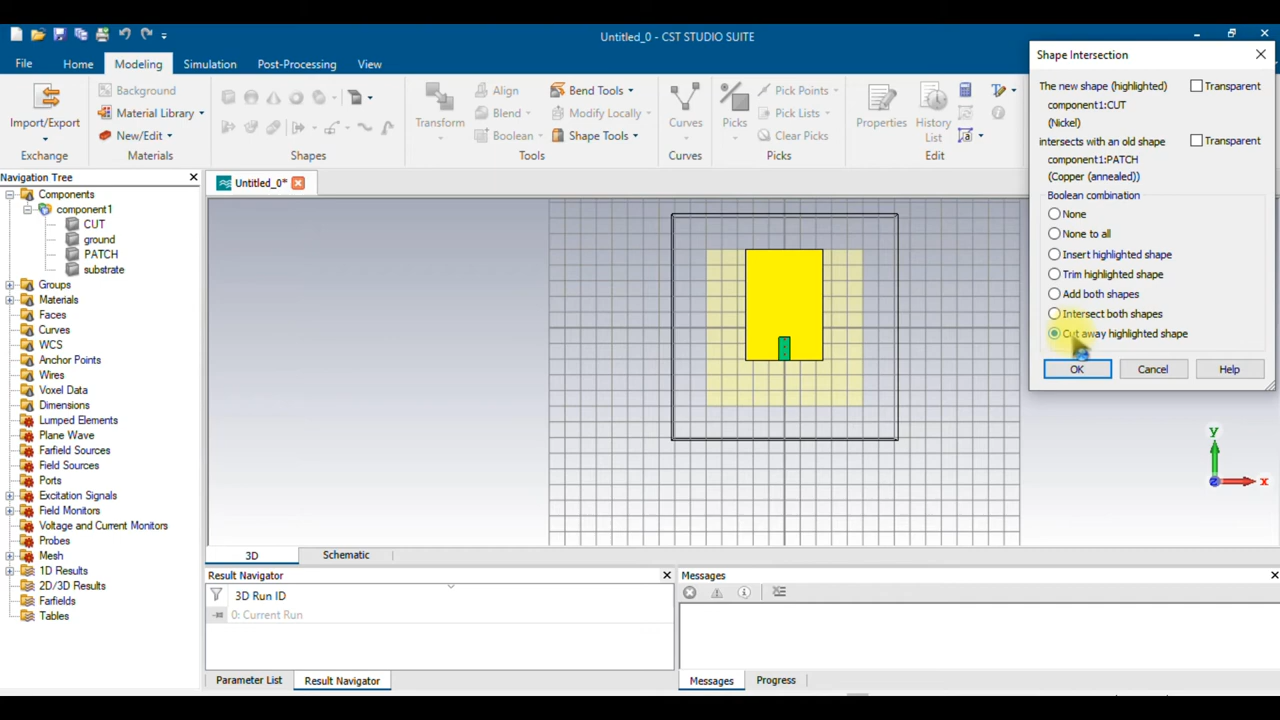 Untitled_0 - CST STUDIO SUITE
File Home Modeling Simulation Post-Processing View
Import/Export
Exchange
Background
Material Library
New/Edit
Materials
Shapes
Transform
Align
Blend
Boolean
Bend Tools
Modify Locally
Shape Tools
Tools
Curves
Curves
Picks
Pick Points
Pick Lists
Clear Picks
Picks
Properties
History
List
Edit
Navigation Tree
Components
component1
CUT
ground
PATCH
substrate
Groups
Materials
Faces
Curves
WCS
Anchor Points
Wires
Voxel Data
Dimensions
Lumped Elements
Plane Wave
Farfield Sources
Field Sources
Ports
Excitation Signals
Field Monitors
Voltage and Current Monitors
Probes
Mesh
1D Results
2D/3D Results
Farfields
Tables
Untitled_0*
y
x
z
3D Schematic
Result Navigator
3D Run ID
0: Current Run
Parameter List Result Navigator
Messages
Messages Progress
Shape Intersection
The new shape (highlighted) Transparent
component1:CUT
(Nickel)
intersects with an old shape Transparent
component1:PATCH
(Copper (annealed))
Boolean combination
None
None to all
Insert highlighted shape
Trim highlighted shape
Add both shapes
Intersect both shapes
Cut away highlighted shape
OK Cancel Help